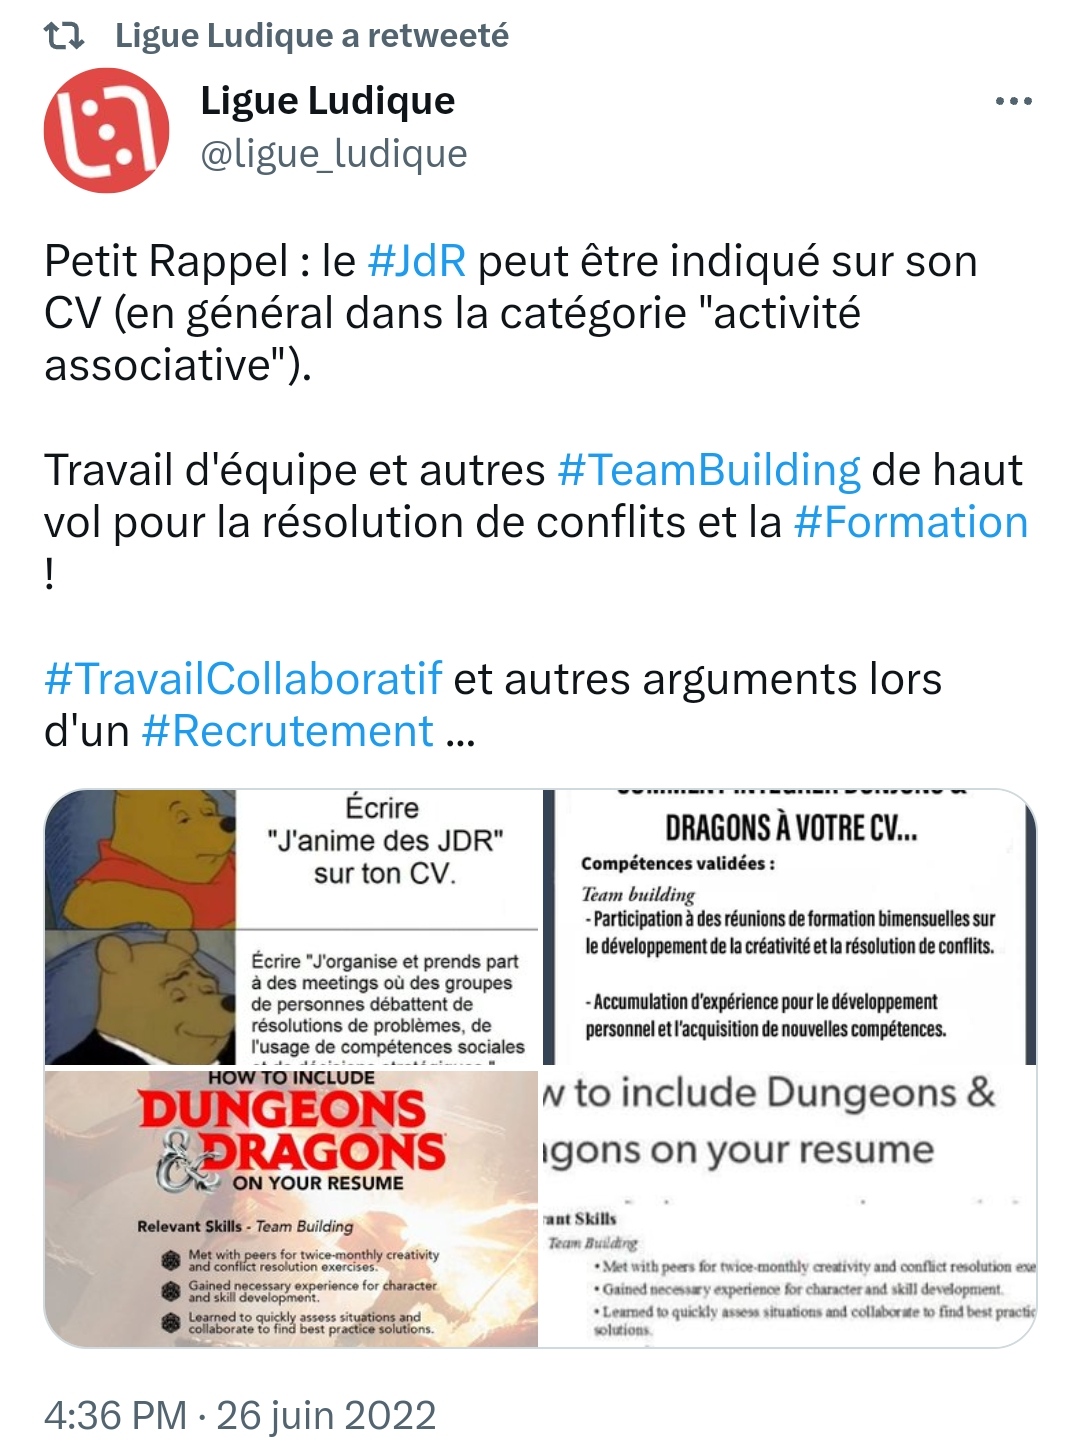 Ligue Ludique a retweeté
Ligue Ludique
@ligue_ludique
Petit Rappel : le #JdR peut être indiqué sur son
CV (en général dans la catégorie "activité
associative").
Travail d'équipe et autres #TeamBuilding de haut
vol pour la résolution de conflits et la #Formation
!
#TravailCollaboratif et autres arguments lors
d'un #Recrutement ...
Écrire
"J'anime des JDR"
sur ton CV.
Écrire "J'organise et prends part
à des meetings où des groupes
de personnes débattent de
résolutions de problèmes, de
l'usage de compétences sociales
DRAGONS À VOTRE CV...
Compétences validées :
Team building
- Participation à des réunions de formation bimensuelles sur
le développement de la créativité et la résolution de conflits.
- Accumulation d'expérience pour le développement
personnel et l'acquisition de nouvelles compétences.
HOW TO INCLUDE
DUNGEONS
& DRAGONS
ON YOUR RESUME
Relevant Skills - Team Building
Met with peers for twice-monthly creativity
and conflict resolution exercises.
Gained necessary experience for character
and skill development.
Learned to quickly assess situations and
collaborate to find best practice solutions.
w to include Dungeons &
gons on your resume
ant Skills
Team Building
• Met with peers for twice-monthly creativity and conflict resolution exe
• Gained necessary experience for character and skill development.
• Learned to quickly assess situations and collaborate to find best practic
solutions.
4:36 PM · 26 juin 2022